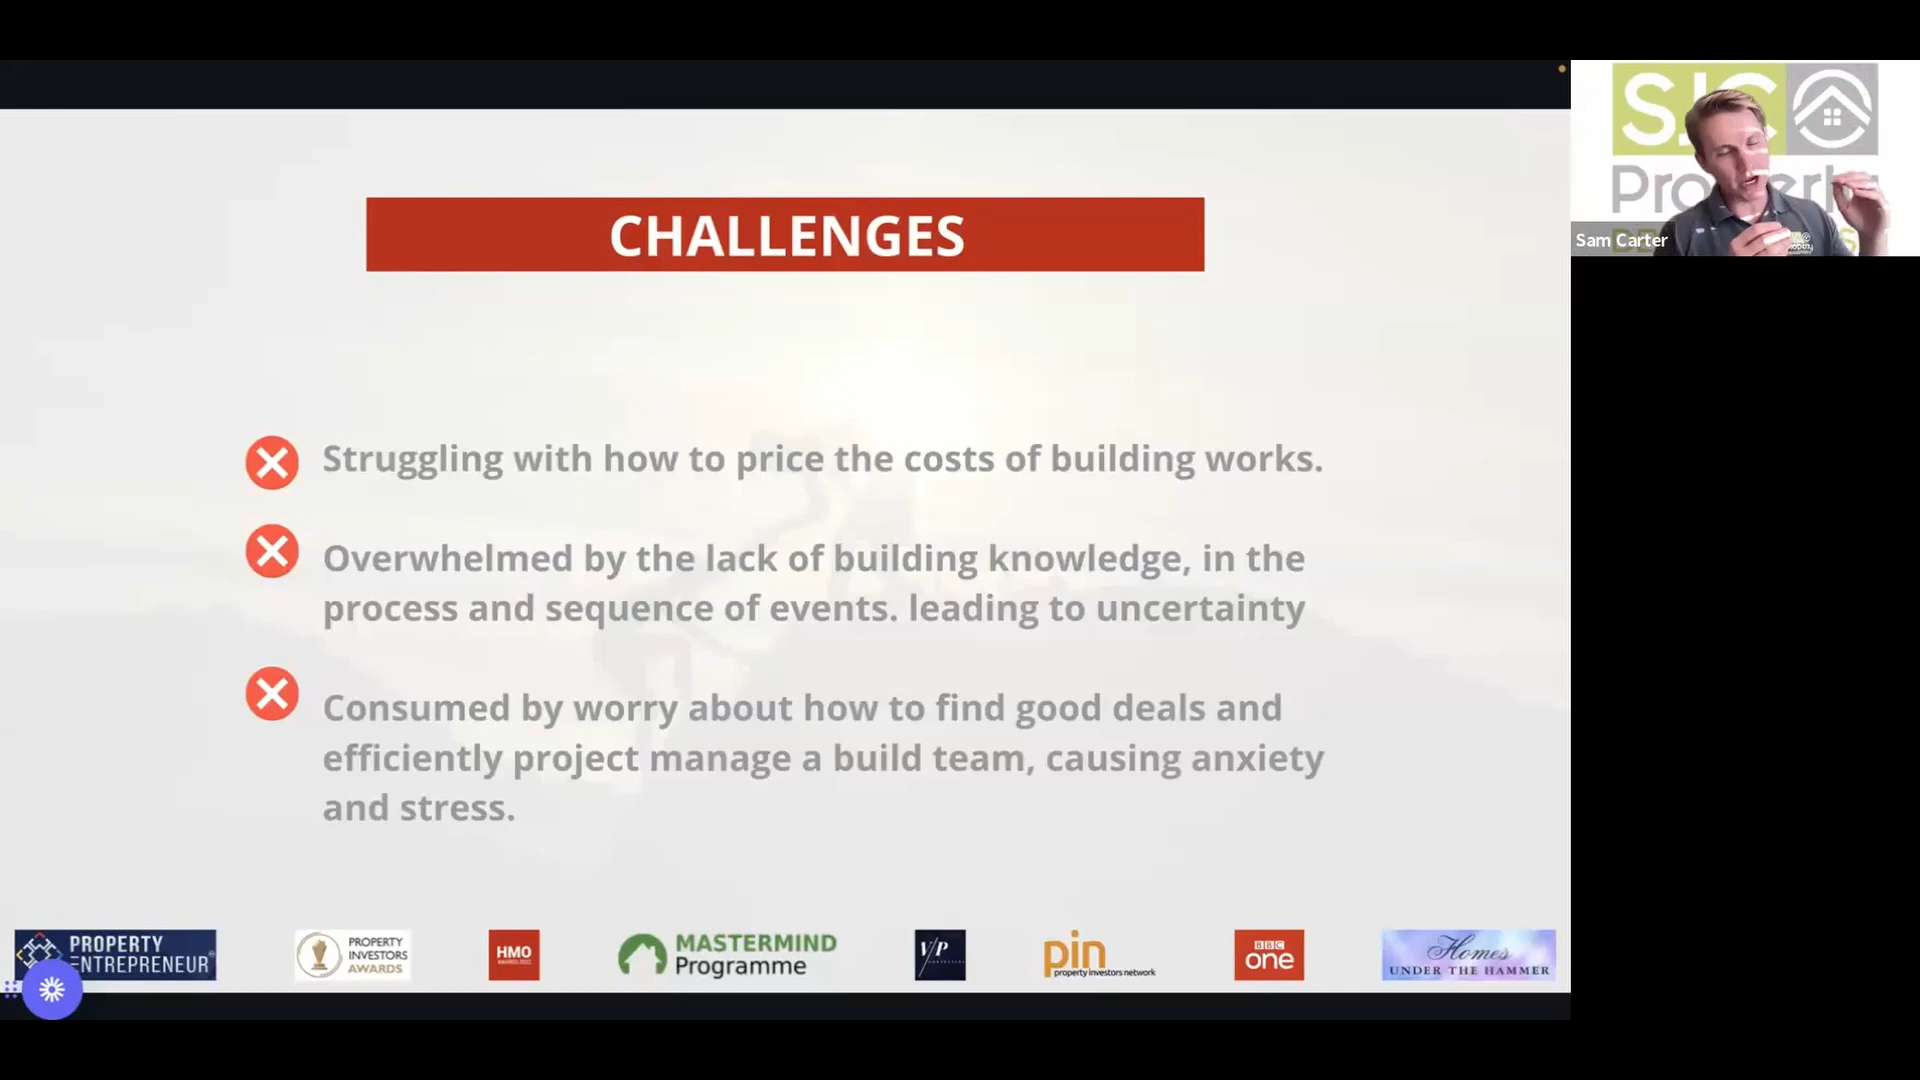 CHALLENGES
Struggling with how to price the costs of building works.
Overwhelmed by the lack of building knowledge, in the
process and sequence of events. leading to uncertainty
Consumed by worry about how to find good deals and
efficiently project manage a build team, causing anxiety
and stress.
PROPERTY
ENTREPRENEUR®
PROPERTY
INVESTORS
AWARDS
HMO
MASTERMIND
Programme
V/P
pin
property investors network
BBC
one
Homes
UNDER THE HAMMER
SJC
Sam Carter